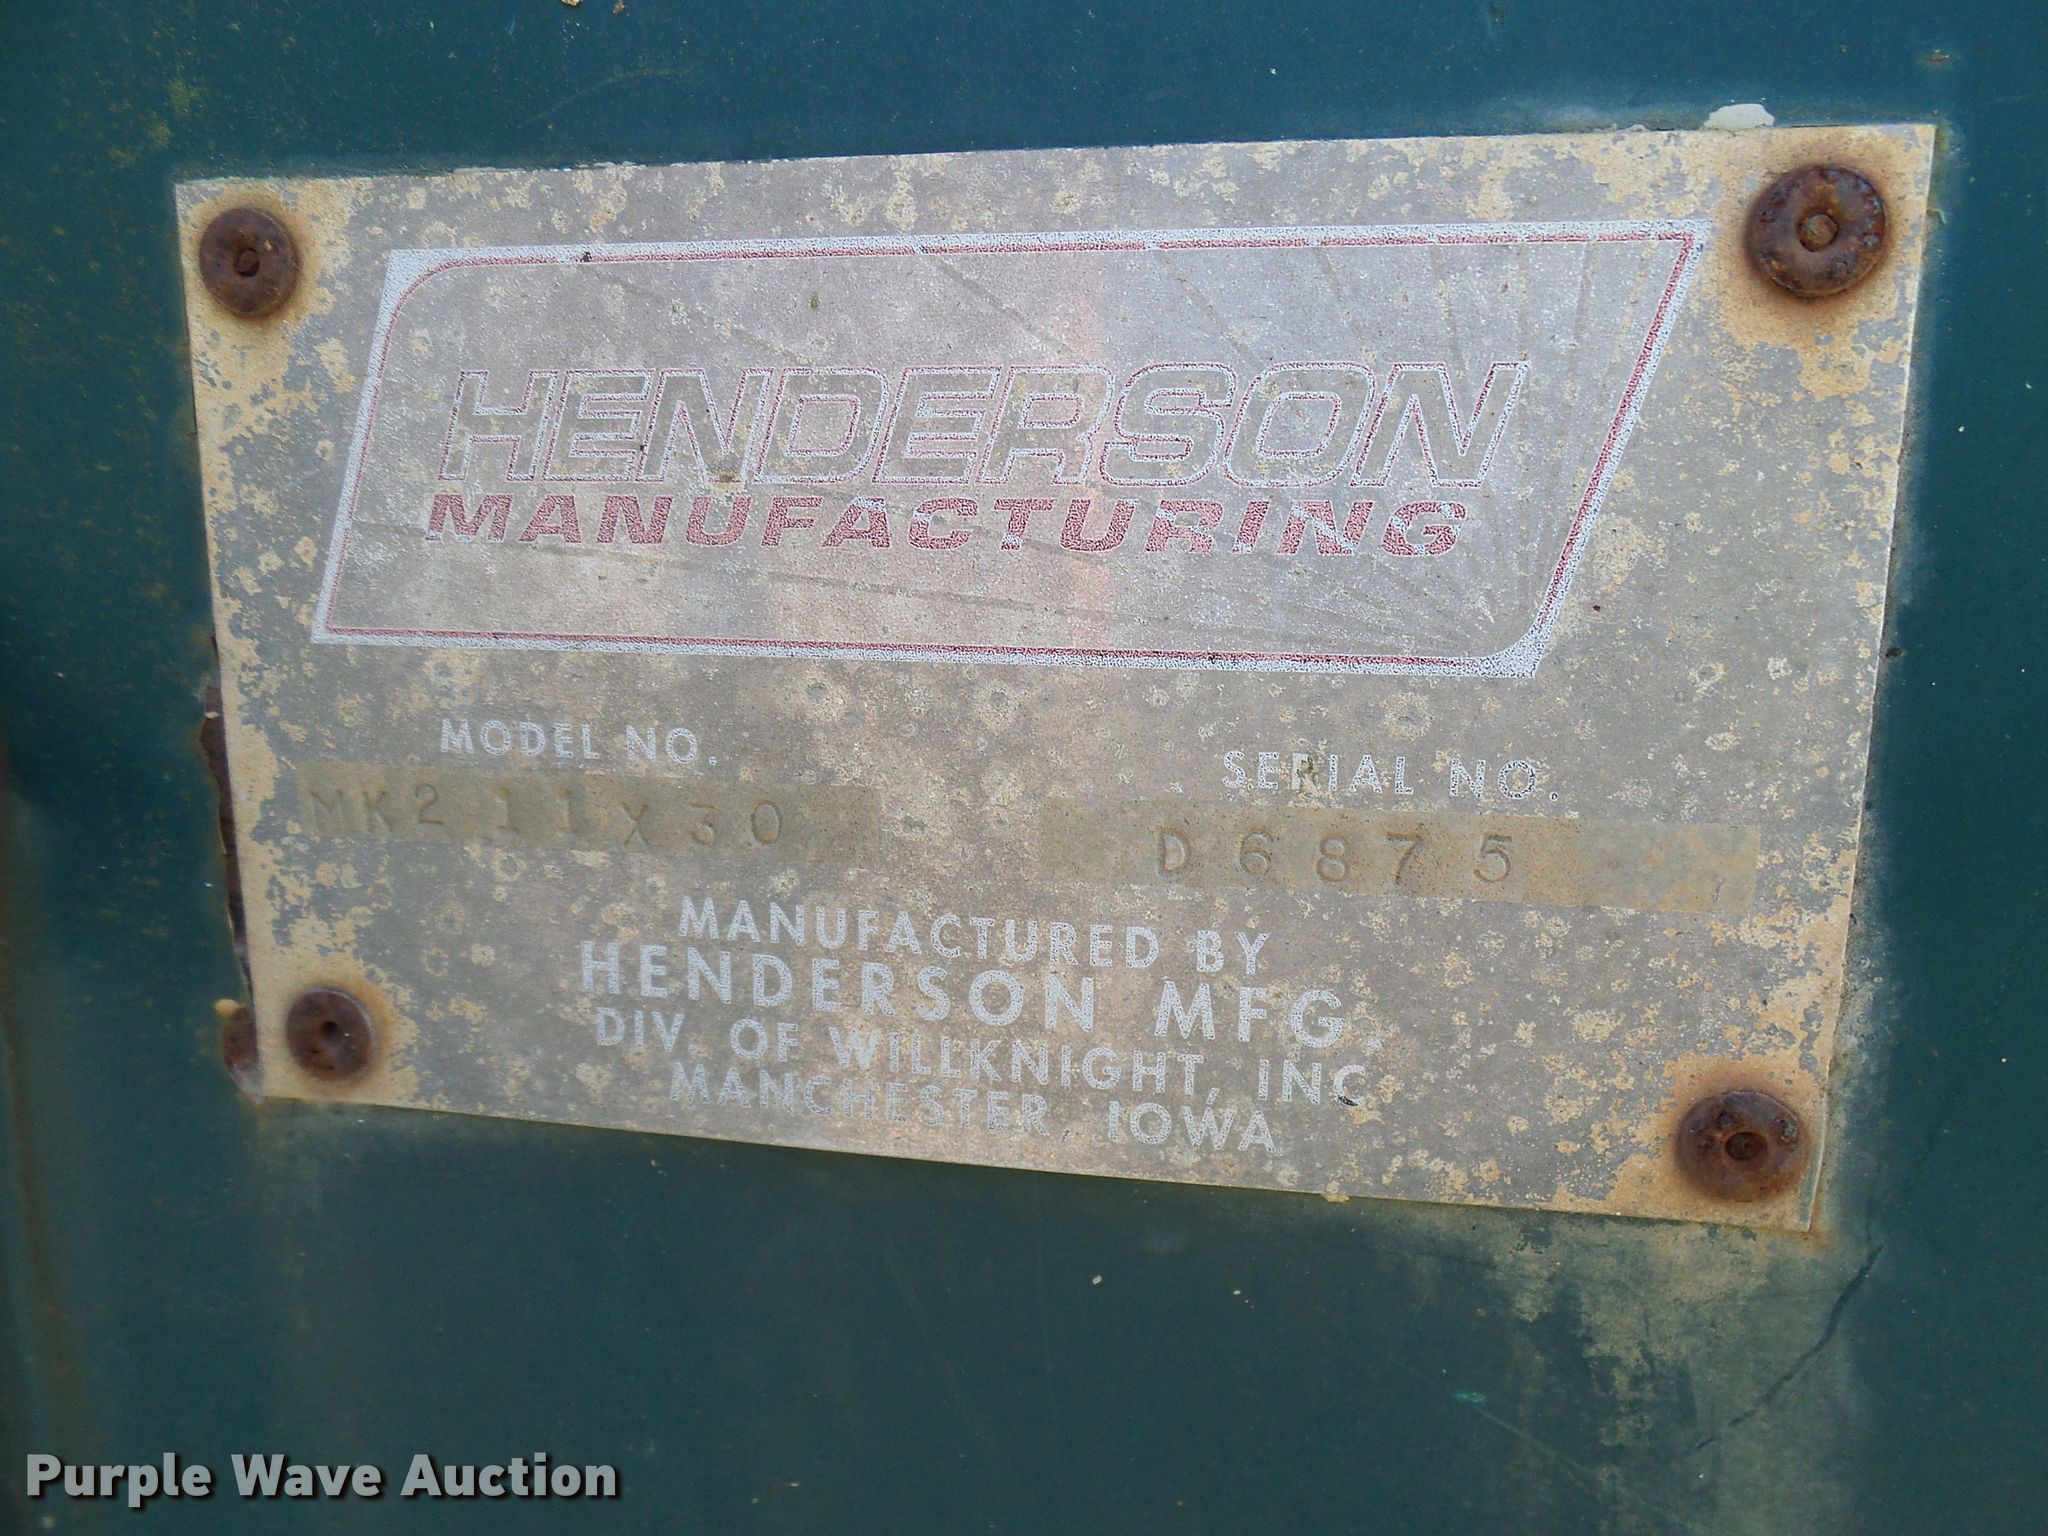 HENDERSON
MANUFACTURING
MODEL NO. SERIAL NO.
MK2 11X30 D6875
MANUFACTURED BY
HENDERSON MFG.
DIV. OF WILLKNIGHT, INC
MANCHESTER, IOWA
Purple Wave Auction